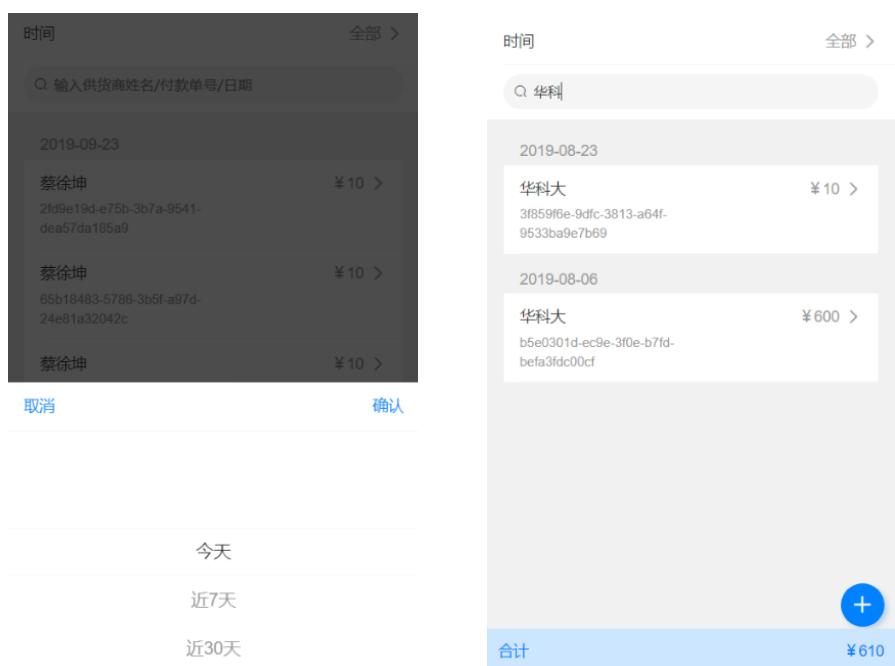 时间 全部
输入供货商姓名/付款单号/日期
2019-09-23
蔡徐坤 ¥10
2fd9e19d-e75b-3b7a-9541-
dea57da185a9
蔡徐坤 ¥10
65b18483-5786-3b5f-a97d-
24e81a32042c
蔡徐坤 ¥10
取消 确认
今天
近7天
近30天
时间 全部
华科
2019-08-23
华科大 ¥10
3f859f6e-9dfc-3813-a64f-
9533ba9e7b69
2019-08-06
华科大 ¥600
b5e0301d-ec9e-3f0e-b7fd-
befa3fdc00cf
合计 ¥610